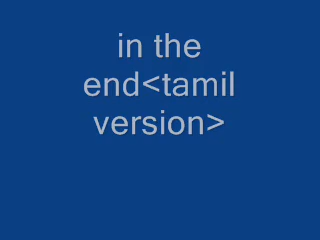 in the
end<tamil
version>